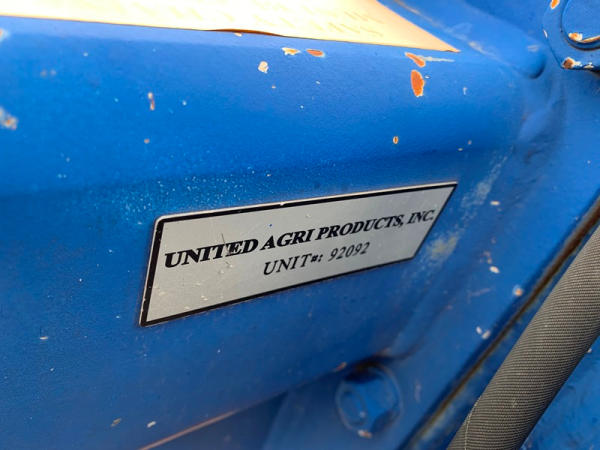 UNITED AGRI PRODUCTS, INC.
UNIT#: 92092